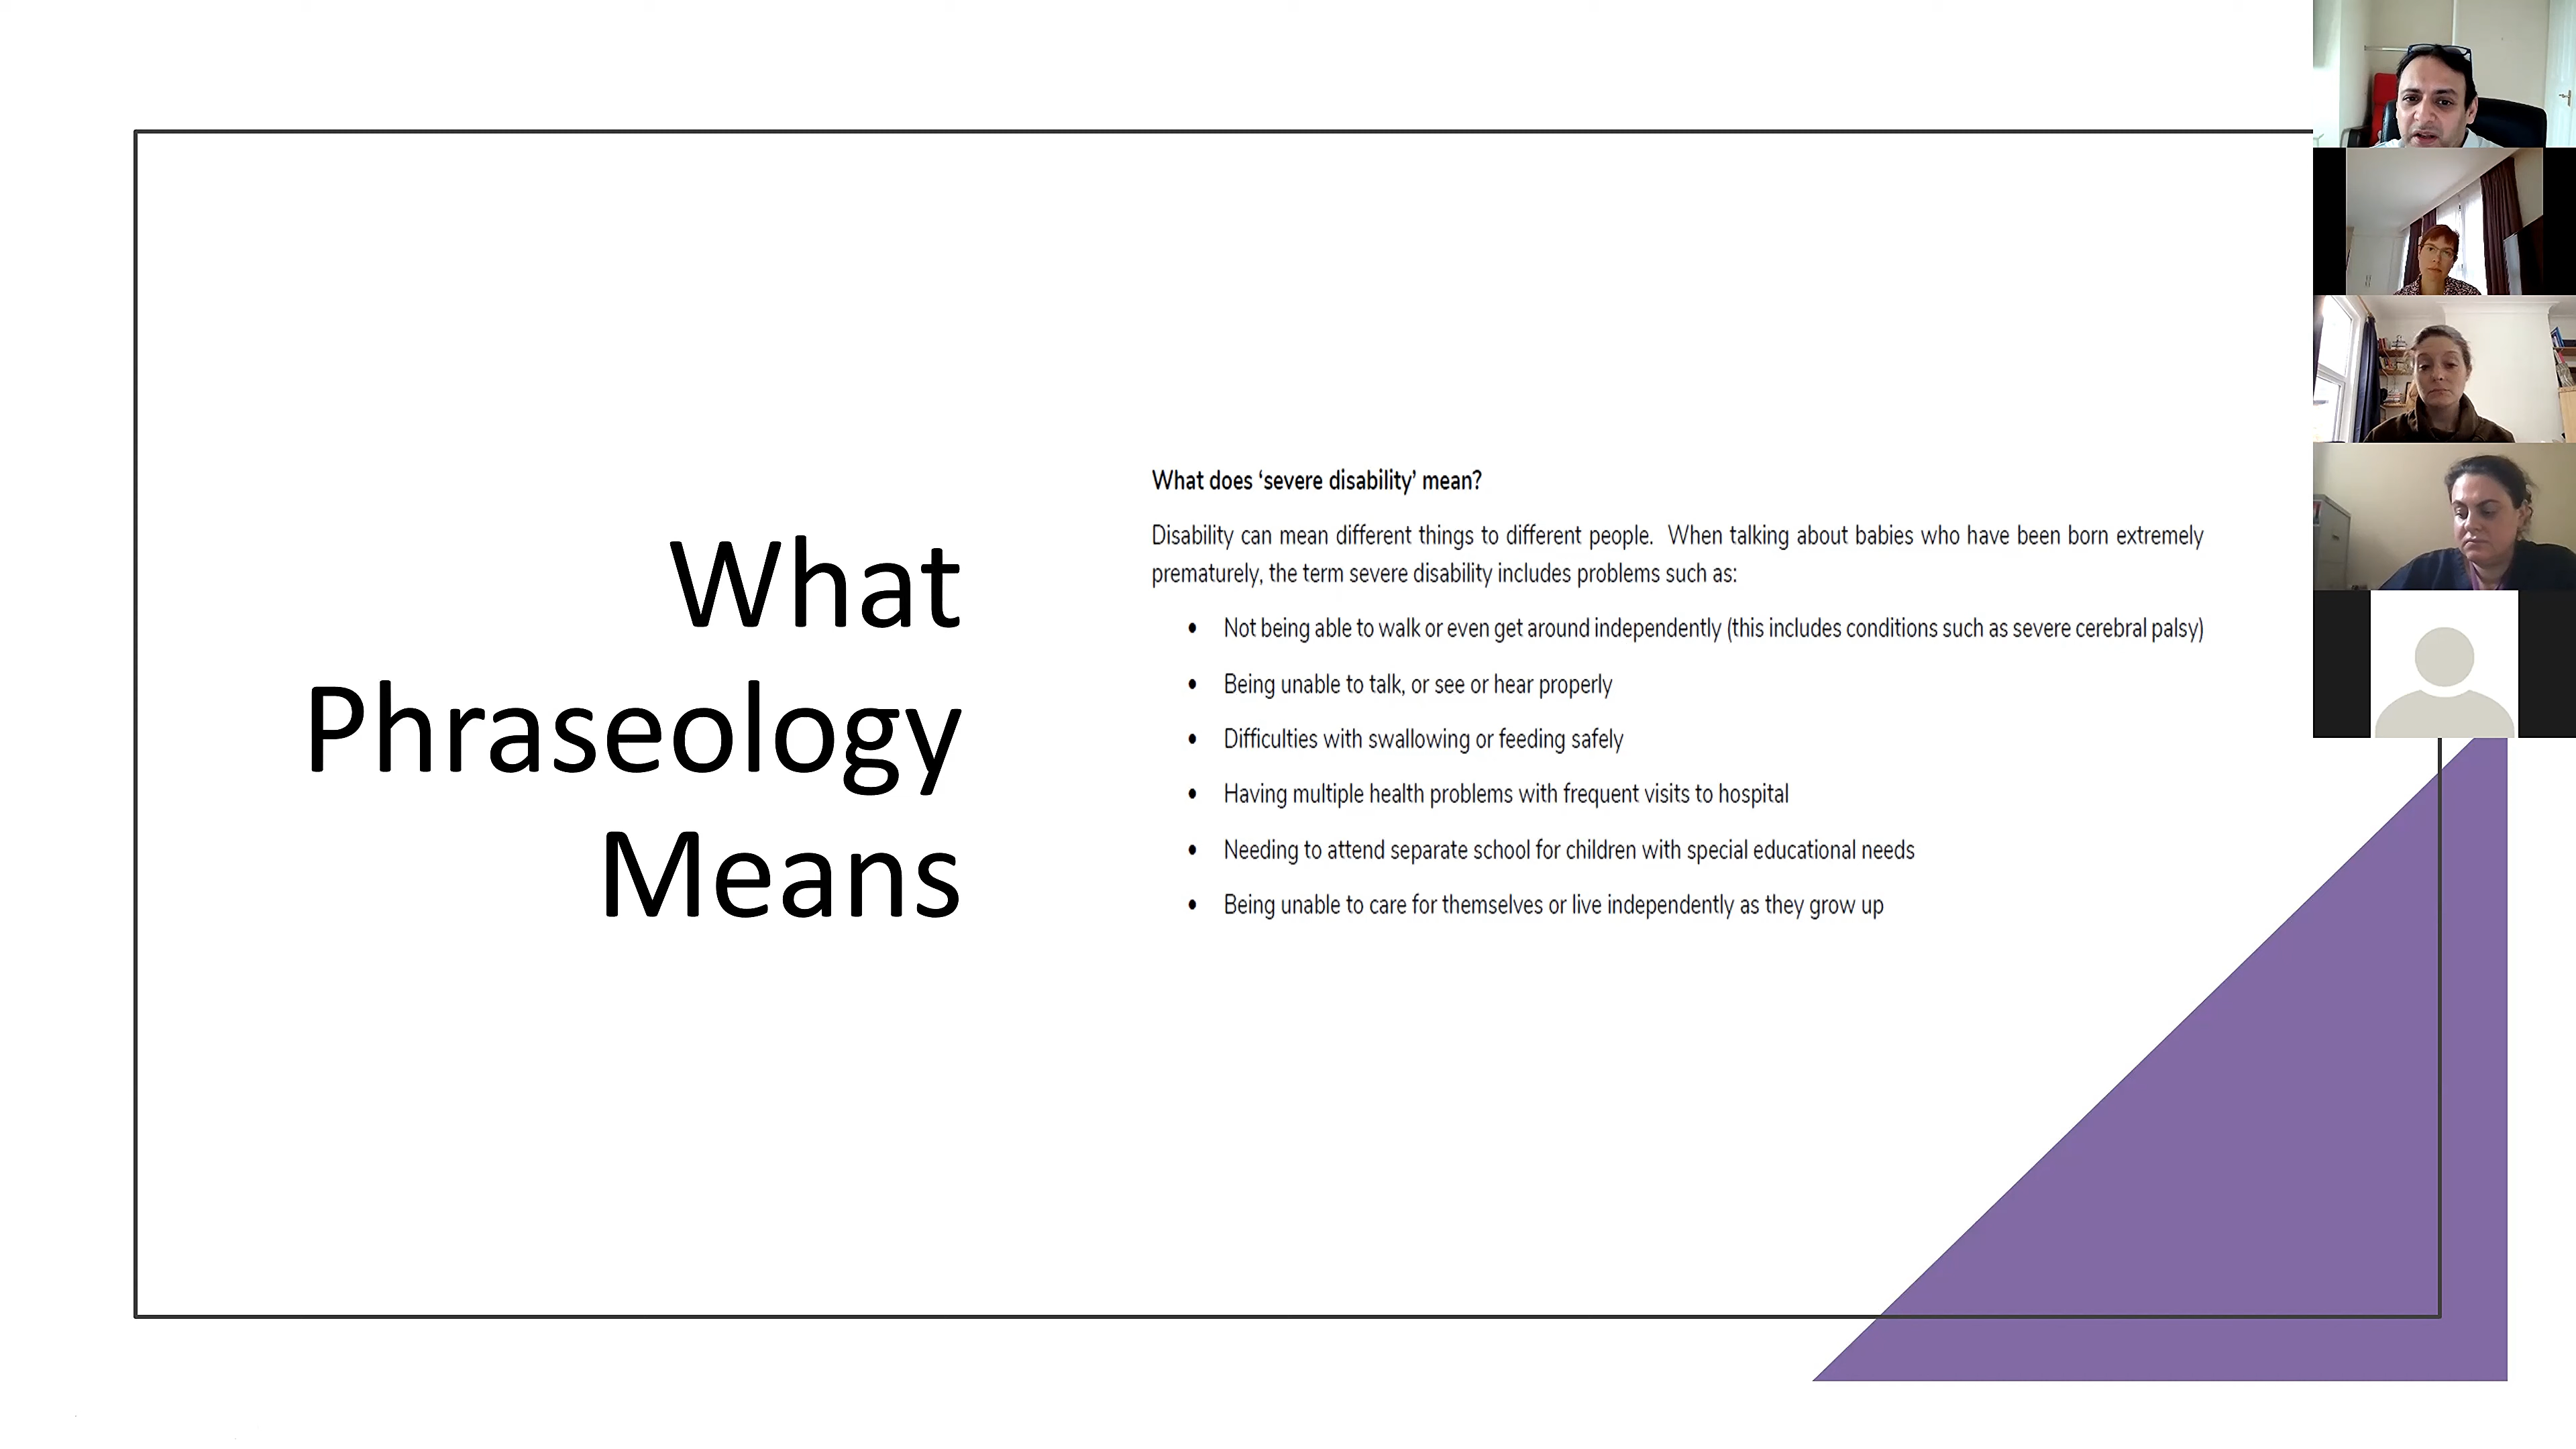 What
Phraseology
Means
What does ‘severe disability’ mean?
Disability can mean different things to different people. When talking about babies who have been born extremely
prematurely, the term severe disability includes problems such as:
• Not being able to walk or even get around independently (this includes conditions such as severe cerebral palsy)
• Being unable to talk, or see or hear properly
• Difficulties with swallowing or feeding safely
• Having multiple health problems with frequent visits to hospital
• Needing to attend separate school for children with special educational needs
• Being unable to care for themselves or live independently as they grow up